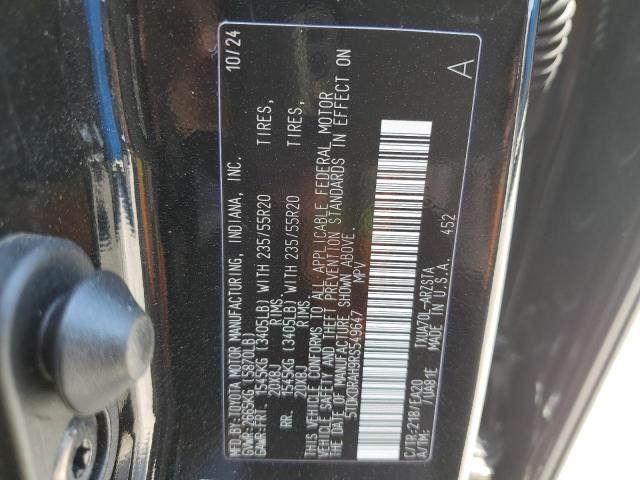 MFD.BY:TOYOTA MOTOR MANUFACTURING, INDIANA, INC. 10/24
GVWR:2665KG (5870LB)
GAWR:FRT. 1545KG (3405LB) WITH 235/55R20 TIRES,
20X8J RIMS,
RR. 1545KG (3405LB) WITH 235/55R20 TIRES,
20X8J RIMS.
THIS VEHICLE CONFORMS TO ALL APPLICABLE FEDERAL MOTOR
VEHICLE SAFETY AND THEFT PREVENTION STANDARDS IN EFFECT ON
THE DATE OF MANUFACTURE SHOWN ABOVE.
5TDKDRAH9RS549647 MPV
C/TR:218/EA20 TXUA70L-ARZSTA
A/TM: -/UA81E MADE IN U.S.A. 452
A